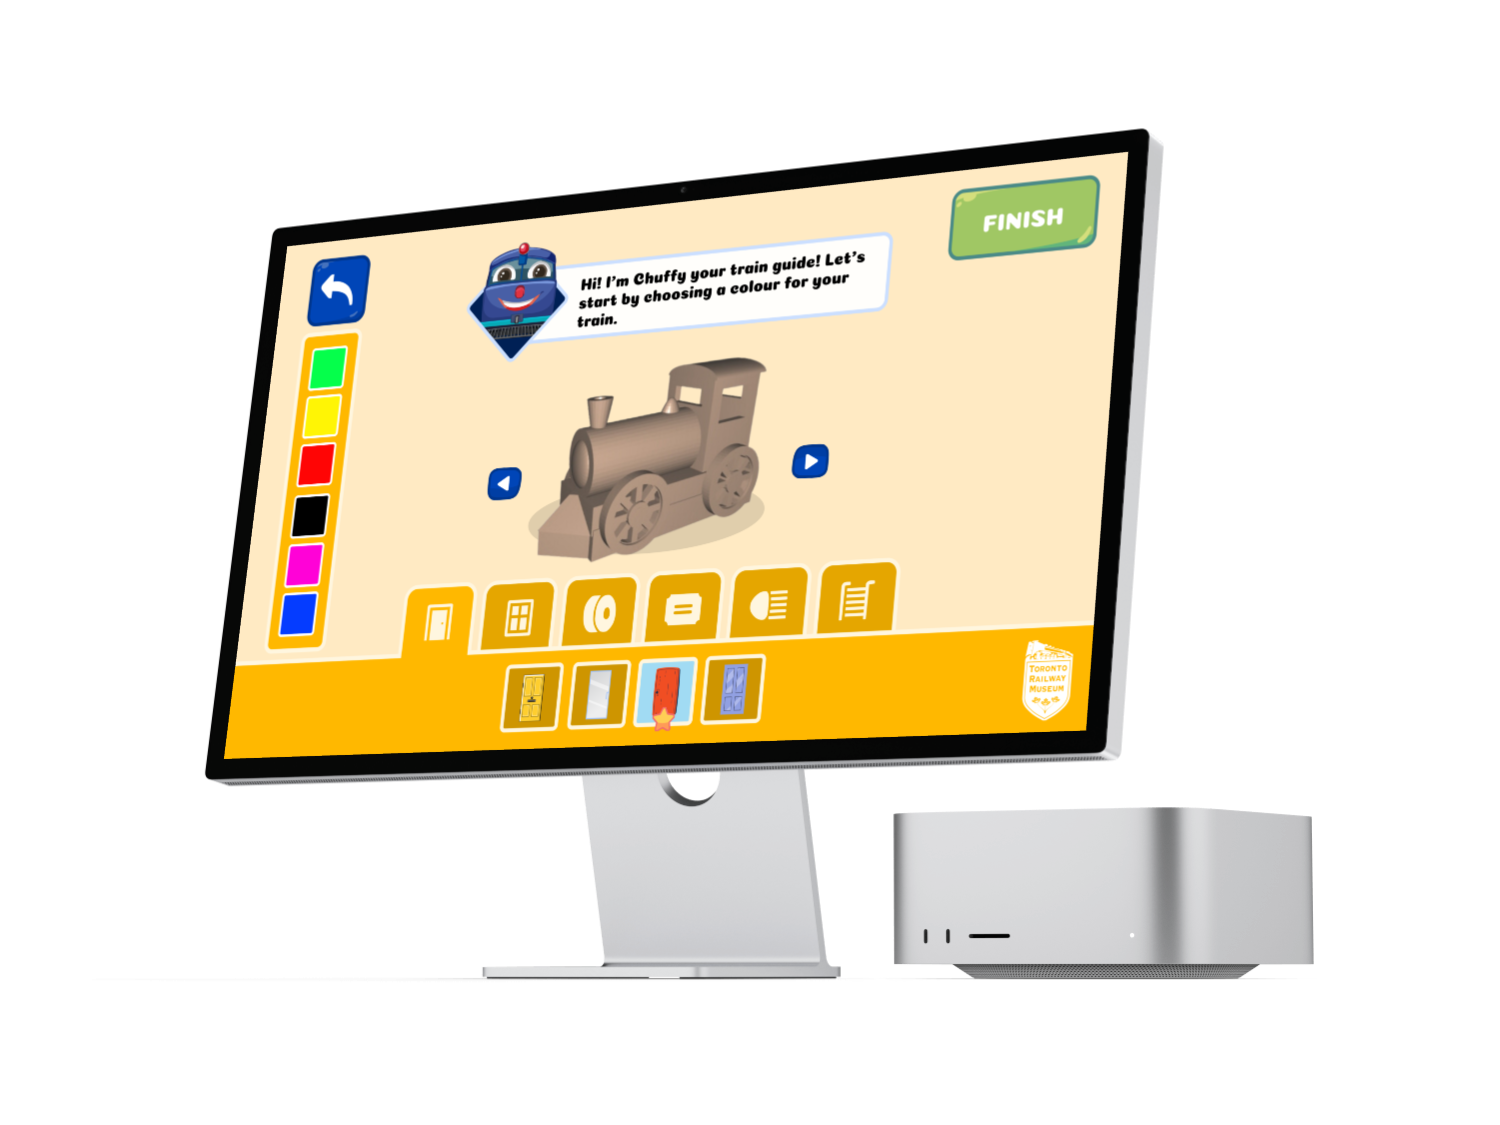 FINISH
Hi! I'm Chuffy your train guide! Let's
start by choosing a colour for your
train.
TORONTO
RAILWAY
MUSEUM